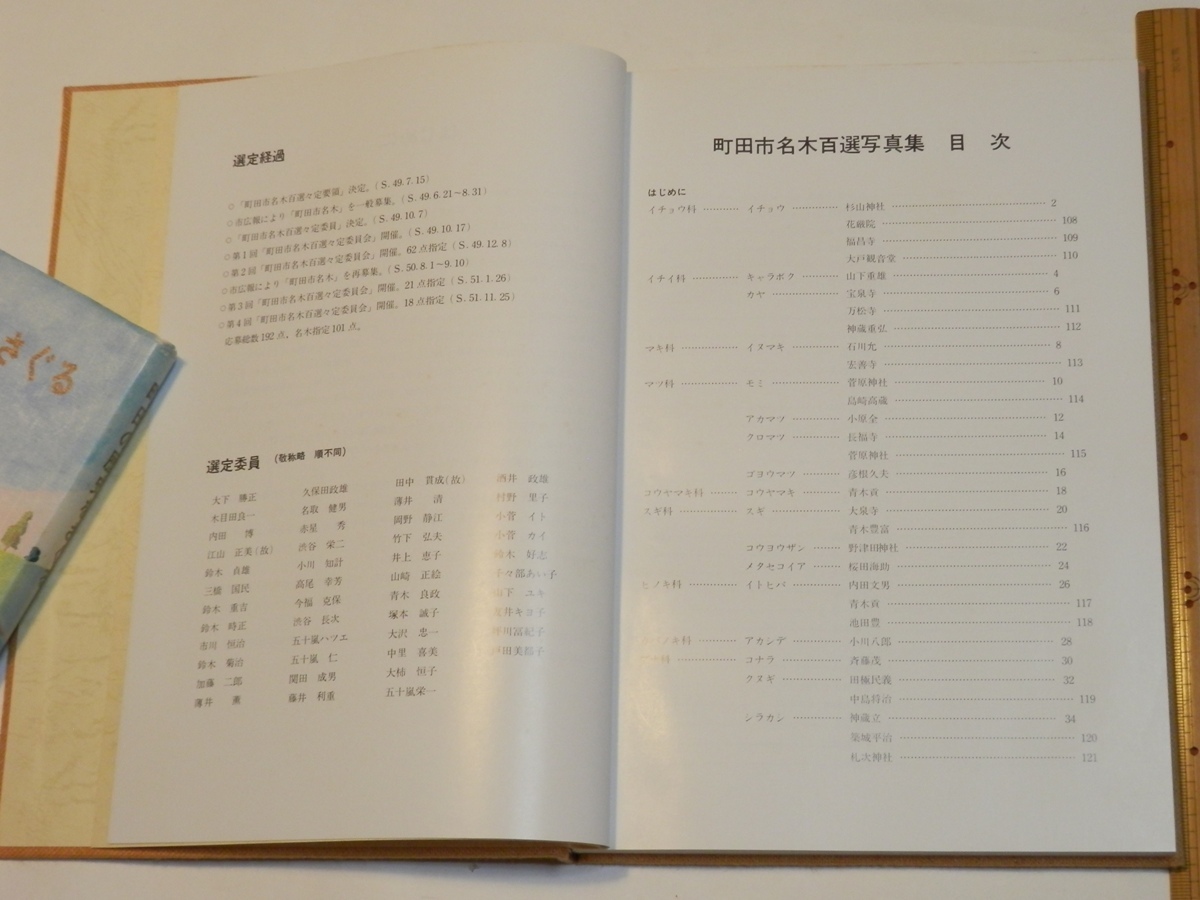 さぐる
選定経過
○「町田市名木百選々定要領」決定。(S.49.7.15)
○市広報により「町田市名木」を一般募集。(S.49.6.21〜8.31)
○「町田市名木百選々定委員」決定。(S.49.10.7)
○第1回「町田市名木百選々定委員会」開催。(S.49.10.17)
○第2回「町田市名木百選々定委員会」開催。62点指定(S.49.12.8)
○市広報により「町田市名木」を再募集。(S.50.8.1〜9.10)
○第3回「町田市名木百選々定委員会」開催。21点指定(S.51.1.26)
○第4回「町田市名木百選々定委員会」開催。18点指定(S.51.11.25)
応募総数192点,名木指定101点。
選定委員 (敬称略 順不同)
大下 勝正 久保田政雄 田中 貫成(故) 酒井 政雄
木目田良一 名取 健男 薄井 清 村野 里子
内田 博 赤星 秀 岡野 静江 小菅 イト
江山 正美(故) 渋谷 栄二 竹下 弘夫 小菅 カイ
鈴木 貞雄 小川 知計 井上 恵子 鈴木 好志
三橋 国民 高尾 幸芳 山崎 正絵 々部あい子
鈴木 重吉 今福 克保 青木 良政 山下 ユキ
鈴木 時正 渋谷 長次 塚本 誠子 井キヨ子
市川 恒治 五十嵐ハツエ 大沢 忠一 川富紀子
鈴木 菊治 五十嵐 仁 中里 喜美 戸田美都子
加藤 二郎 関田 成男 大柿 恒子
薄井 薫 藤井 利重 五十嵐栄一
町田市名木百選写真集 目 次
はじめに
イチョウ科 イチョウ 杉山神社 2
花厳院 108
福昌寺 109
大戸観音堂 110
イチイ科 キャラボク 山下重雄 4
カヤ 宝泉寺 6
万松寺 111
神蔵重弘 112
マキ科 イヌマキ 石川允 8
宏善寺 113
マツ科 モミ 菅原神社 10
島崎高蔵 114
アカマツ 小原全 12
クロマツ 長福寺 14
菅原神社 115
ゴヨウマツ 彦根久夫 16
コウヤマキ科 コウヤマキ 青木貢 18
スギ科 スギ 大泉寺 20
青木豊富 116
コウヨウザン 野津田神社 22
メタセコイア 桜田海助 24
ヒノキ科 イトヒバ 内田文男 26
青木貢 117
池田豊 118
ノキ科 アカシデ 小川八郎 28
科 コナラ 斉藤茂 30
クヌギ 田極民義 32
中島将治 119
シラカシ 神蔵立 34
築城平治 120
札次神社 121